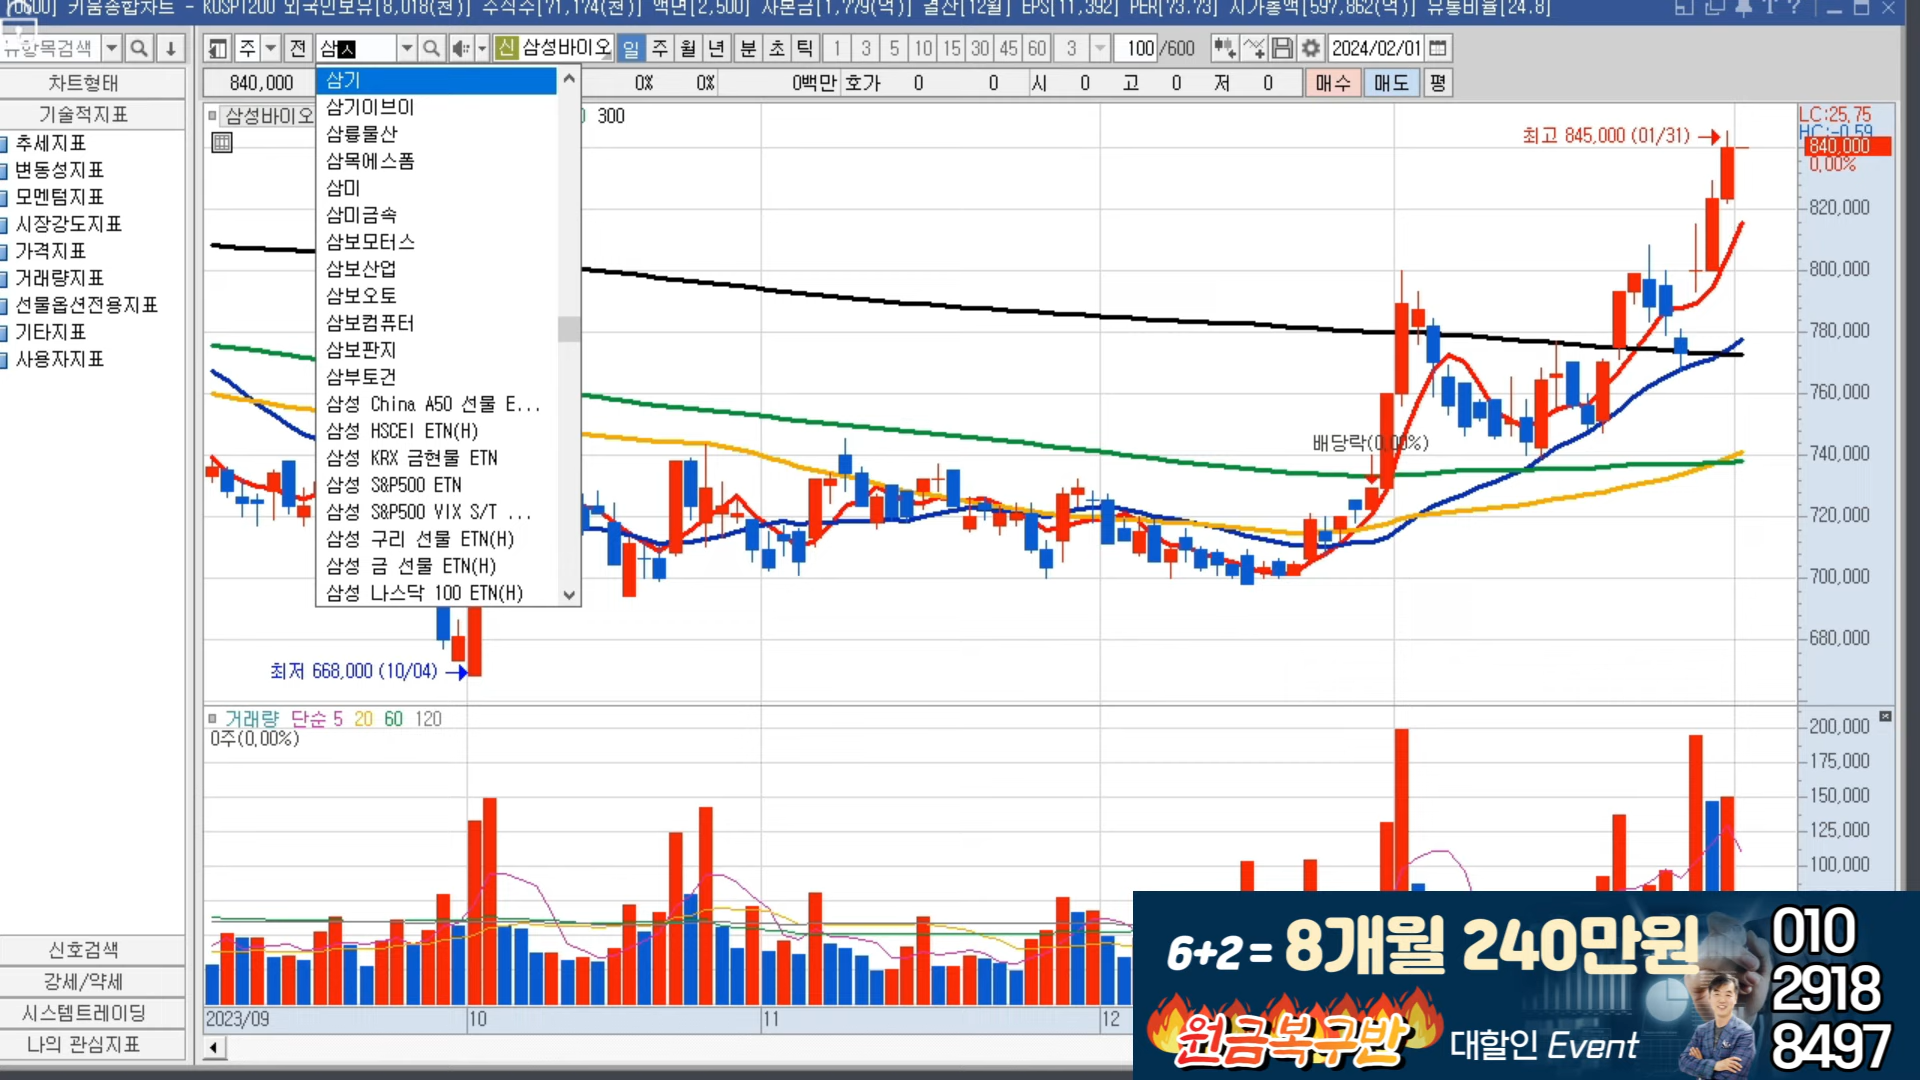 [0600] 키움종합차트 - KOSPI200 외국인보유[8,018(천)] 주식수[71,174(천)] 액면[2,500] 자본금[1,779(억)] 결산[12월] EPS[11,392] PER[73.73] 시가총액[597,862(억)] 유통비율[24.8]
주 전 삼ㅅ 신 삼성바이오 일 주 월 년 분 초 틱 1 3 5 10 15 30 45 60 3 100 /600 2024/02/01
840,000 0% 0% 0백만 호가 0 0 시 0 고 0 저 0 매수 매도 평
차트형태
기술적지표
추세지표
변동성지표
모멘텀지표
시장강도지표
가격지표
거래량지표
선물옵션전용지표
기타지표
사용자지표
신호검색
강세/약세
시스템트레이딩
나의 관심지표
삼기
삼기이브이
삼륭물산
삼목에스폼
삼미
삼미금속
삼보모터스
삼보산업
삼보오토
삼보컴퓨터
삼보판지
삼부토건
삼성 China A50 선물 E...
삼성 HSCEI ETN(H)
삼성 KRX 금현물 ETN
삼성 S&P500 ETN
삼성 S&P500 VIX S/T ...
삼성 구리 선물 ETN(H)
삼성 금 선물 ETN(H)
삼성 나스닥 100 ETN(H)
삼성바이오
300
최고 845,000 (01/31)
배당락(0,00%)
최저 668,000 (10/04)
LC:25,75
HC:-0,59
840,000
0,00%
820,000
800,000
780,000
760,000
740,000
720,000
700,000
680,000
거래량 단순 5 20 60 120
0주(0,00%)
200,000
175,000
150,000
125,000
100,000
2023/09
10
11
12
6+2 = 8개월 240만원
원금복구반
대할인 Event
010
2918
8497